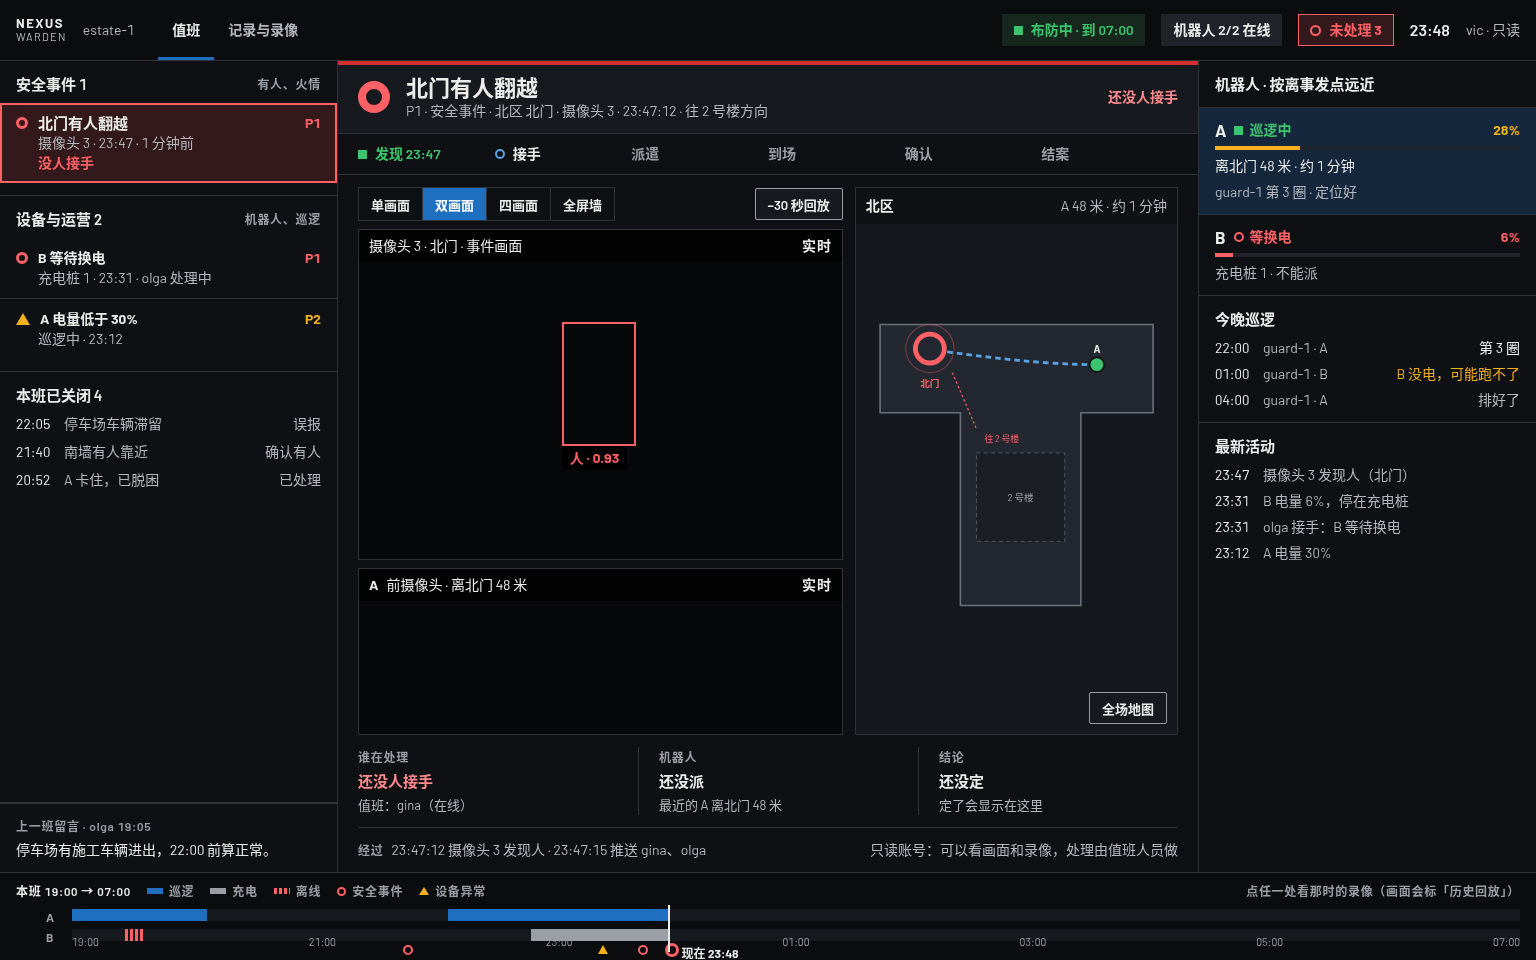 NEXUS
WARDEN
estate-1
值班
记录与录像
布防中 · 到 07:00
机器人 2/2 在线
未处理 3
23:48
vic · 只读
安全事件 1
有人、火情
北门有人翻越
P1
摄像头 3 · 23:47 · 1 分钟前
没人接手
设备与运营 2
机器人、巡逻
B 等待换电
P1
充电桩 1 · 23:31 · olga 处理中
A 电量低于 30%
P2
巡逻中 · 23:12
本班已关闭 4
22:05 停车场车辆滞留 误报
21:40 南墙有人靠近 确认有人
20:52 A 卡住，已脱困 已处理
上一班留言 · olga 19:05
停车场有施工车辆进出，22:00 前算正常。
北门有人翻越
P1 · 安全事件 · 北区 北门 · 摄像头 3 · 23:47:12 · 往 2 号楼方向
还没人接手
发现 23:47
接手
派遣
到场
确认
结案
单画面
双画面
四画面
全屏墙
-30 秒回放
摄像头 3 · 北门 · 事件画面
实时
人 · 0.93
A 前摄像头 · 离北门 48 米
实时
北区
A 48 米 · 约 1 分钟
A
北门
往 2 号楼
2 号楼
全场地图
谁在处理
还没人接手
值班：gina（在线）
机器人
还没派
最近的 A 离北门 48 米
结论
还没定
定了会显示在这里
经过 23:47:12 摄像头 3 发现人 · 23:47:15 推送 gina、olga
只读账号：可以看画面和录像，处理由值班人员做
机器人 · 按离事发点远近
A 巡逻中
28%
离北门 48 米 · 约 1 分钟
guard-1 第 3 圈 · 定位好
B 等换电
6%
充电桩 1 · 不能派
今晚巡逻
22:00 guard-1 · A 第 3 圈
01:00 guard-1 · B B 没电，可能跑不了
04:00 guard-1 · A 排好了
最新活动
23:47 摄像头 3 发现人（北门）
23:31 B 电量 6%，停在充电桩
23:31 olga 接手：B 等待换电
23:12 A 电量 30%
本班 19:00 → 07:00
巡逻
充电
离线
安全事件
设备异常
点任一处看那时的录像（画面会标「历史回放」）
A
B
19:00
21:00
23:00
01:00
03:00
05:00
07:00
现在 23:48